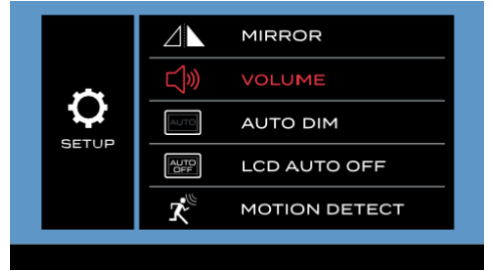 MIRROR
VOLUME
AUTO
AUTO DIM
SETUP
AUTO
OFF
LCD AUTO OFF
MOTION DETECT